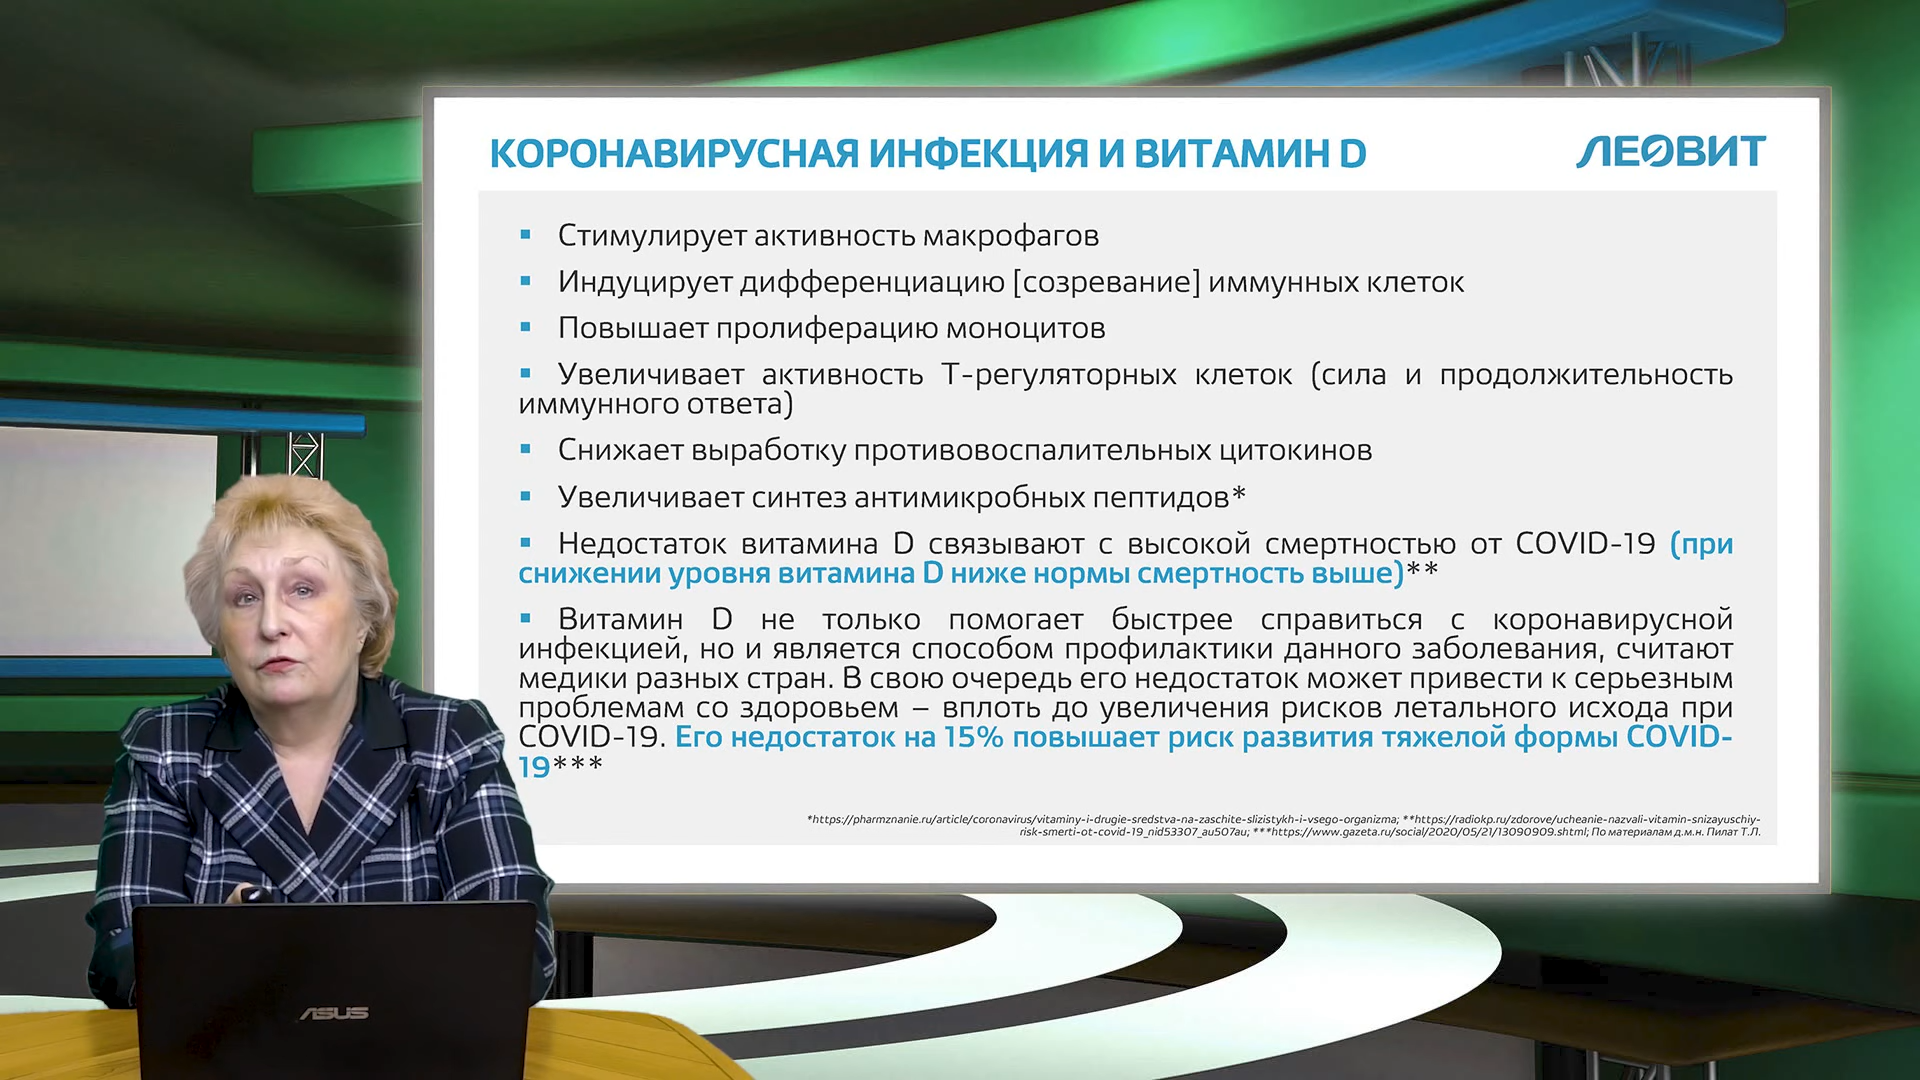 КОРОНАВИРУСНАЯ ИНФЕКЦИЯ И ВИТАМИН D
ЛЕОВИТ
▪ Стимулирует активность макрофагов
▪ Индуцирует дифференциацию [созревание] иммунных клеток
▪ Повышает пролиферацию моноцитов
▪ Увеличивает активность Т-регуляторных клеток (сила и продолжительность
иммунного ответа)
▪ Снижает выработку противовоспалительных цитокинов
▪ Увеличивает синтез антимикробных пептидов*
▪ Недостаток витамина D связывают с высокой смертностью от COVID-19 (при
снижении уровня витамина D ниже нормы смертность выше)**
▪ Витамин D не только помогает быстрее справиться с коронавирусной
инфекцией, но и является способом профилактики данного заболевания, считают
медики разных стран. В свою очередь его недостаток может привести к серьезным
проблемам со здоровьем – вплоть до увеличения рисков летального исхода при
COVID-19. Его недостаток на 15% повышает риск развития тяжелой формы COVID-
19***
*https://pharmznanie.ru/article/coronavirus/vitaminy-i-drugie-sredstva-na-zaschite-slizistykh-i-vsego-organizma; **https://radiokp.ru/zdorove/ucheanie-nazvali-vitamin-snizayuschiy-
risk-smerti-ot-covid-19_nid53307_au507au; ***https://www.gazeta.ru/social/2020/05/21/13090909.shtml; По материалам д.м.н. Пилат Т.Л.
ASUS